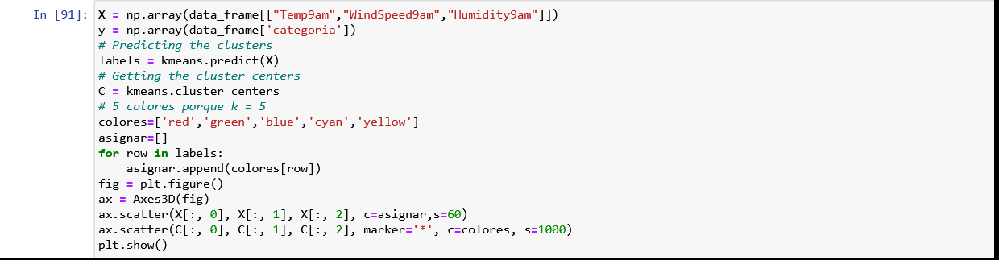 In [91]: X = np.array(data_frame[["Temp9am","WindSpeed9am","Humidity9am"]])
y = np.array(data_frame['categoria'])
# Predicting the clusters
labels = kmeans.predict(X)
# Getting the cluster centers
C = kmeans.cluster_centers_
# 5 colores porque k = 5
colores=['red','green','blue','cyan','yellow']
asignar=[]
for row in labels:
    asignar.append(colores[row])
fig = plt.figure()
ax = Axes3D(fig)
ax.scatter(X[:, 0], X[:, 1], X[:, 2], c=asignar,s=60)
ax.scatter(C[:, 0], C[:, 1], C[:, 2], marker='*', c=colores, s=1000)
plt.show()